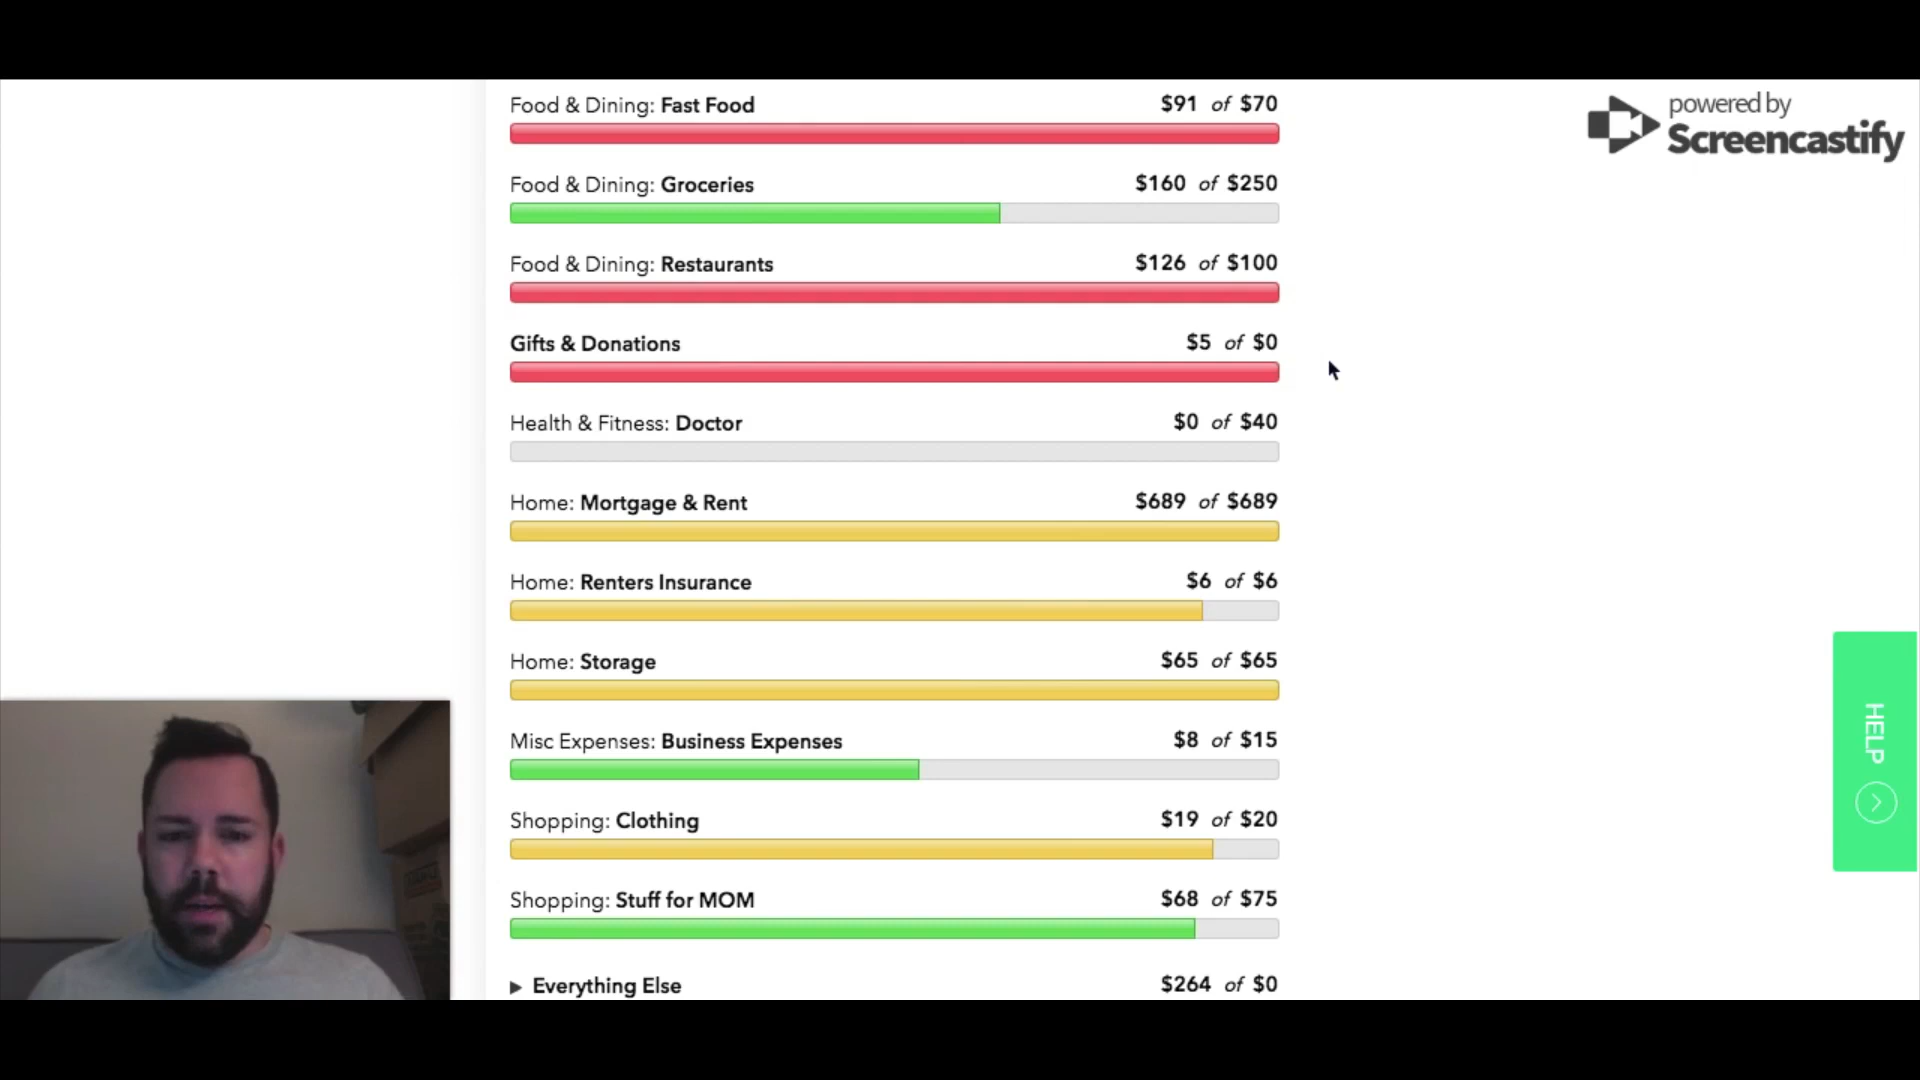 powered by
Screencastify
Food & Dining: Fast Food $91 of $70
Food & Dining: Groceries $160 of $250
Food & Dining: Restaurants $126 of $100
Gifts & Donations $5 of $0
Health & Fitness: Doctor $0 of $40
Home: Mortgage & Rent $689 of $689
Home: Renters Insurance $6 of $6
Home: Storage $65 of $65
Misc Expenses: Business Expenses $8 of $15
Shopping: Clothing $19 of $20
Shopping: Stuff for MOM $68 of $75
Everything Else $264 of $0
HELP